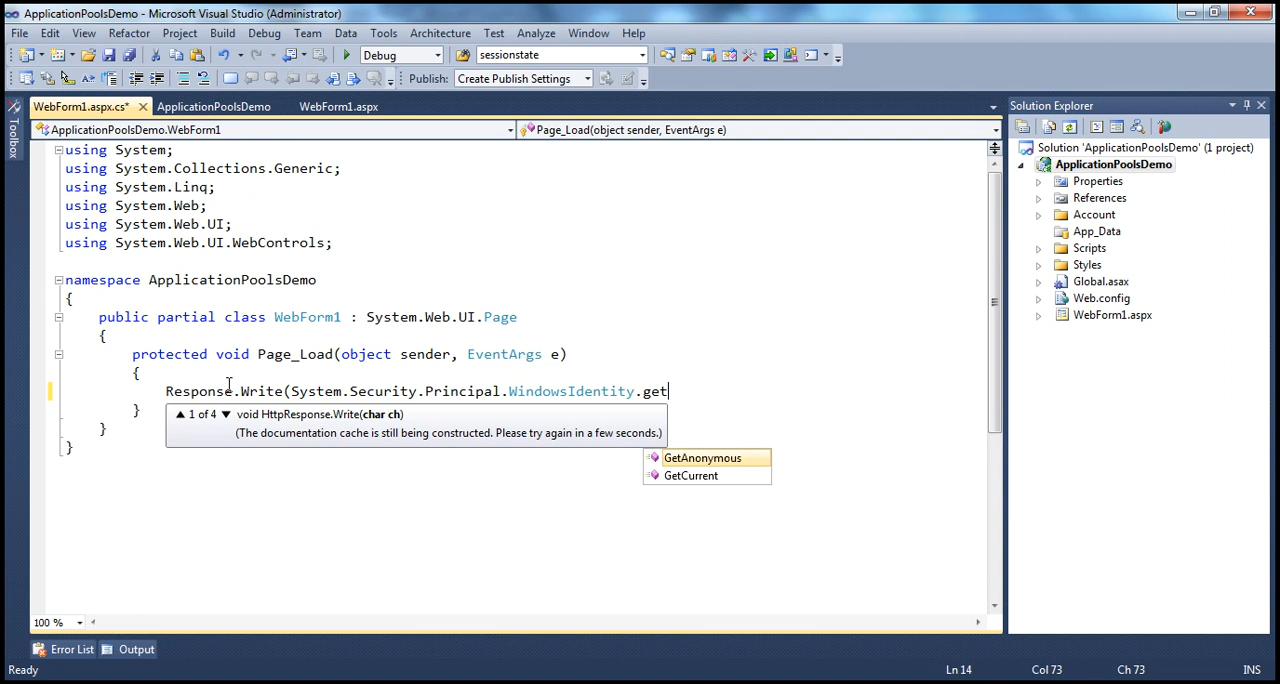 ApplicationPoolsDemo - Microsoft Visual Studio (Administrator)
File Edit View Refactor Project Build Debug Team Data Tools Architecture Test Analyze Window Help
Debug sessionstate
Publish: Create Publish Settings
Toolbox
WebForm1.aspx.cs* ApplicationPoolsDemo WebForm1.aspx
ApplicationPoolsDemo.WebForm1 Page_Load(object sender, EventArgs e)
using System;
using System.Collections.Generic;
using System.Linq;
using System.Web;
using System.Web.UI;
using System.Web.UI.WebControls;
namespace ApplicationPoolsDemo
{
public partial class WebForm1 : System.Web.UI.Page
{
protected void Page_Load(object sender, EventArgs e)
{
Response.Write(System.Security.Principal.WindowsIdentity.get
}
}
}
1 of 4 void HttpResponse.Write(char ch)
(The documentation cache is still being constructed. Please try again in a few seconds.)
GetAnonymous
GetCurrent
100 %
Solution Explorer
Solution 'ApplicationPoolsDemo' (1 project)
ApplicationPoolsDemo
Properties
References
Account
App_Data
Scripts
Styles
Global.asax
Web.config
WebForm1.aspx
Error List Output
Ready Ln 14 Col 73 Ch 73 INS